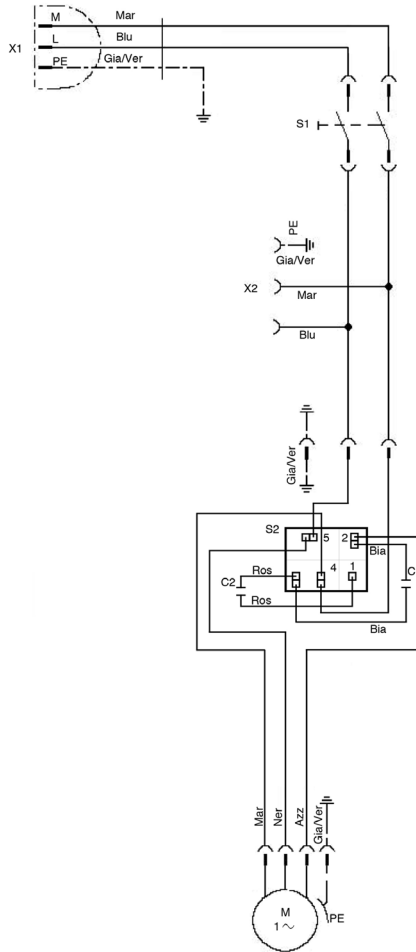 M
Mar
X1
L
Blu
PE
Gia/Ver
S1
PE
Gia/Ver
X2
Mar
Blu
Gia/Ver
S2
5
2
Bia
Ros
4
1
C2
C
Ros
Bia
Mar
Ner
Azz
Gia/Ver
M
1~
PE